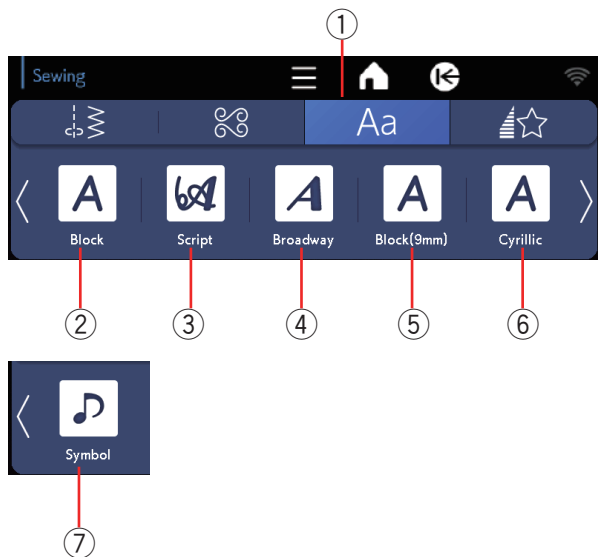 ①
Sewing
Aa
A A A A A
Block Script Broadway Block(9mm) Cyrillic
② ③ ④ ⑤ ⑥
Symbol
⑦